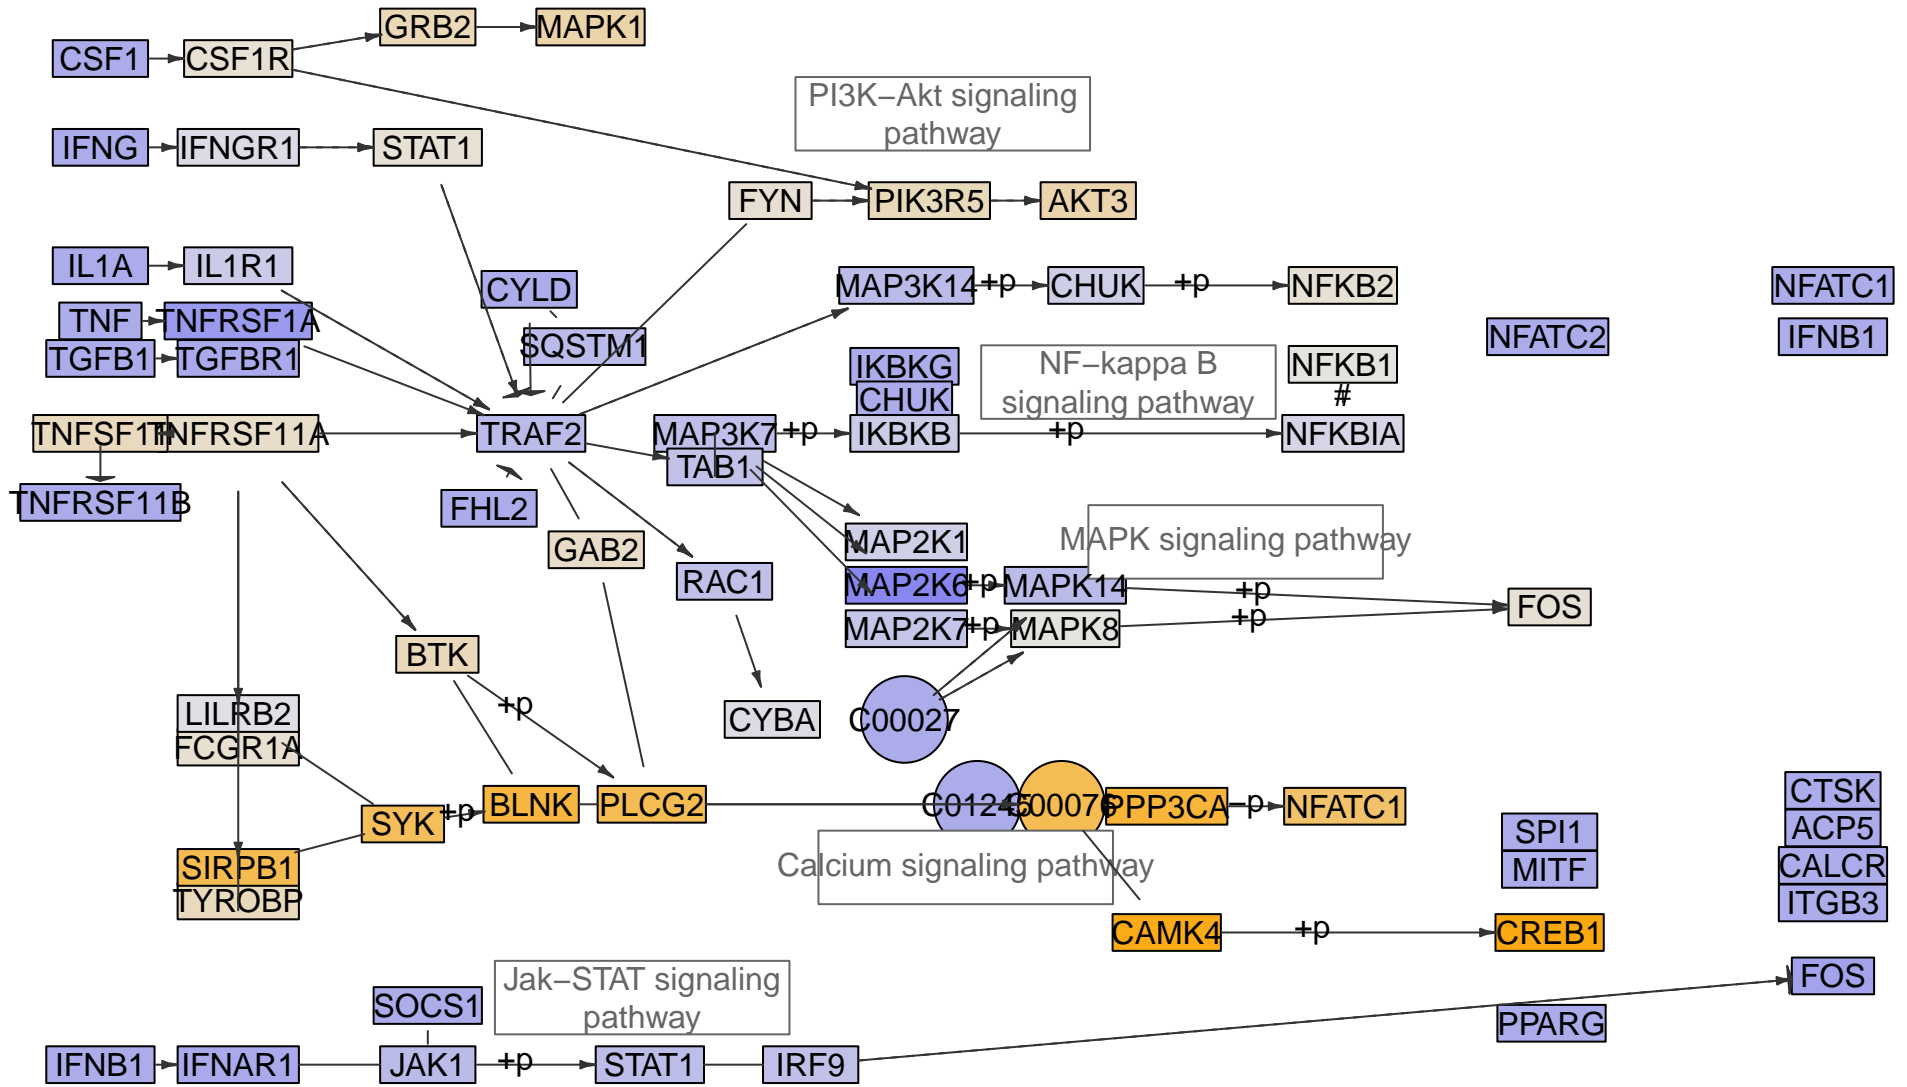 GRB2
MAPK1
CSF1
CSF1R
PI3K–Akt signaling
pathway
IFNG
IFNGR1
STAT1
FYN
PIK3R5
AKT3
IL1A
IL1R1
CYLD
MAP3K14
+p
CHUK
+p
NFKB2
NFATC1
TNF
TNFRSF1A
SQSTM1
NFATC2
IFNB1
TGFB1
TGFBR1
IKBKG
NF–kappa B
signaling pathway
NFKB1
#
CHUK
TNFRSF11A
TRAF2
MAP3K7
+p
IKBKB
+p
NFKBIA
TAB1
TNFRSF11B
FHL2
GAB2
MAP2K1
MAPK signaling pathway
RAC1
MAP2K6
+p
MAPK14
+p
FOS
MAP2K7
+p
MAPK8
+p
BTK
+p
LILRB2
FCGR1A
CYBA
C00027
SYK
+p
BLNK
PLCG2
C00076
PPP3CA
–p
NFATC1
CTSK
SPI1
ACP5
SIRPB1
TYROBP
Calcium signaling pathway
MITF
CALCR
ITGB3
CAMK4
+p
CREB1
Jak–STAT signaling
pathway
FOS
SOCS1
PPARG
IFNB1
IFNAR1
JAK1
+p
STAT1
IRF9